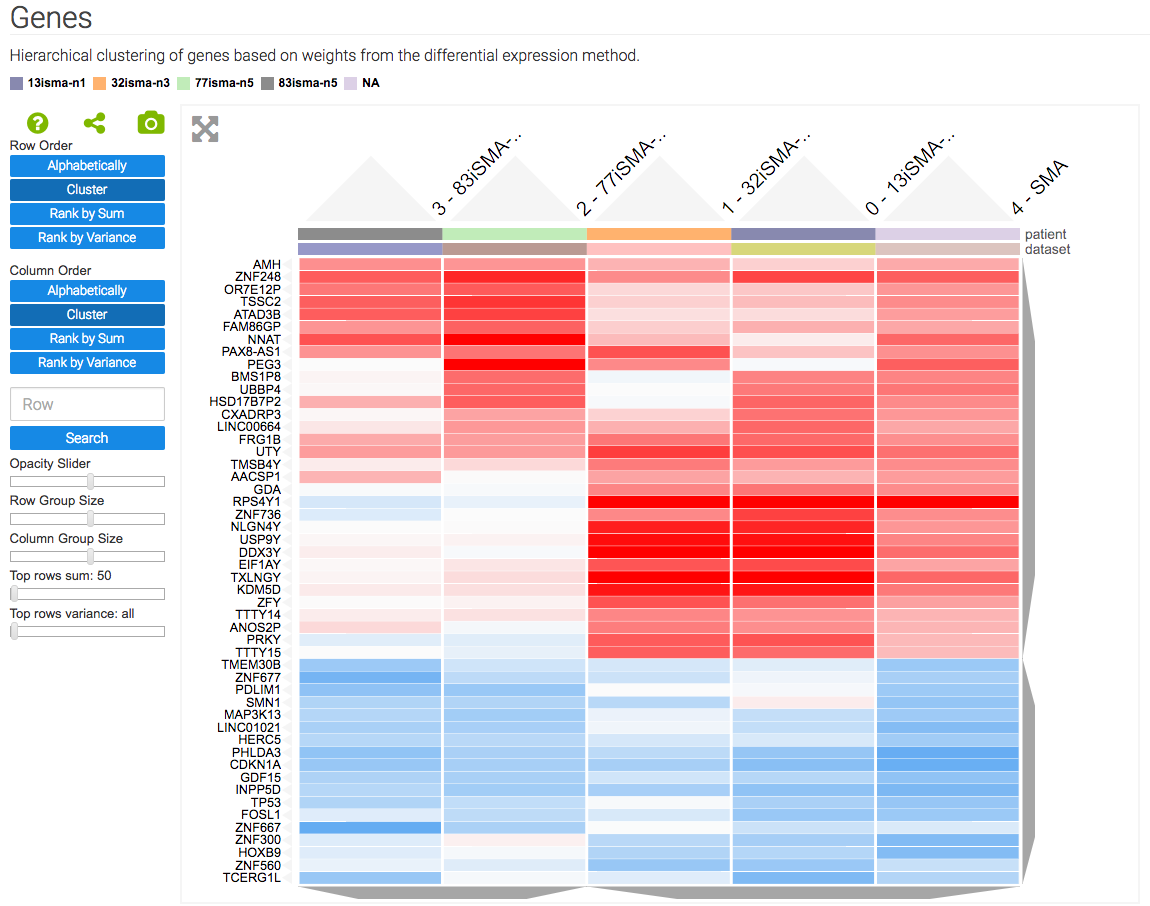 Genes
Hierarchical clustering of genes based on weights from the differential expression method.
13isma-n1 32isma-n3 77isma-n5 83isma-n5 NA
Row Order
Alphabetically
Cluster
Rank by Sum
Rank by Variance
Column Order
Alphabetically
Cluster
Rank by Sum
Rank by Variance
Row
Search
Opacity Slider
Row Group Size
Column Group Size
Top rows sum: 50
Top rows variance: all
3 - 83iSMA-..
2 - 77iSMA-..
1 - 32iSMA-..
0 - 13iSMA-..
4 - SMA
patient
dataset
AMH
ZNF248
OR7E12P
TSSC2
ATAD3B
FAM86GP
NNAT
PAX8-AS1
PEG3
BMS1P8
UBBP4
HSD17B7P2
CXADRP3
LINC00664
FRG1B
UTY
TMSB4Y
AACSP1
GDA
RPS4Y1
ZNF736
NLGN4Y
USP9Y
DDX3Y
EIF1AY
TXLNGY
KDM5D
ZFY
TTTY14
ANOS2P
PRKY
TTTY15
TMEM30B
ZNF677
PDLIM1
SMN1
MAP3K13
LINC01021
HERC5
PHLDA3
CDKN1A
GDF15
INPP5D
TP53
FOSL1
ZNF667
ZNF300
HOXB9
ZNF560
TCERG1L